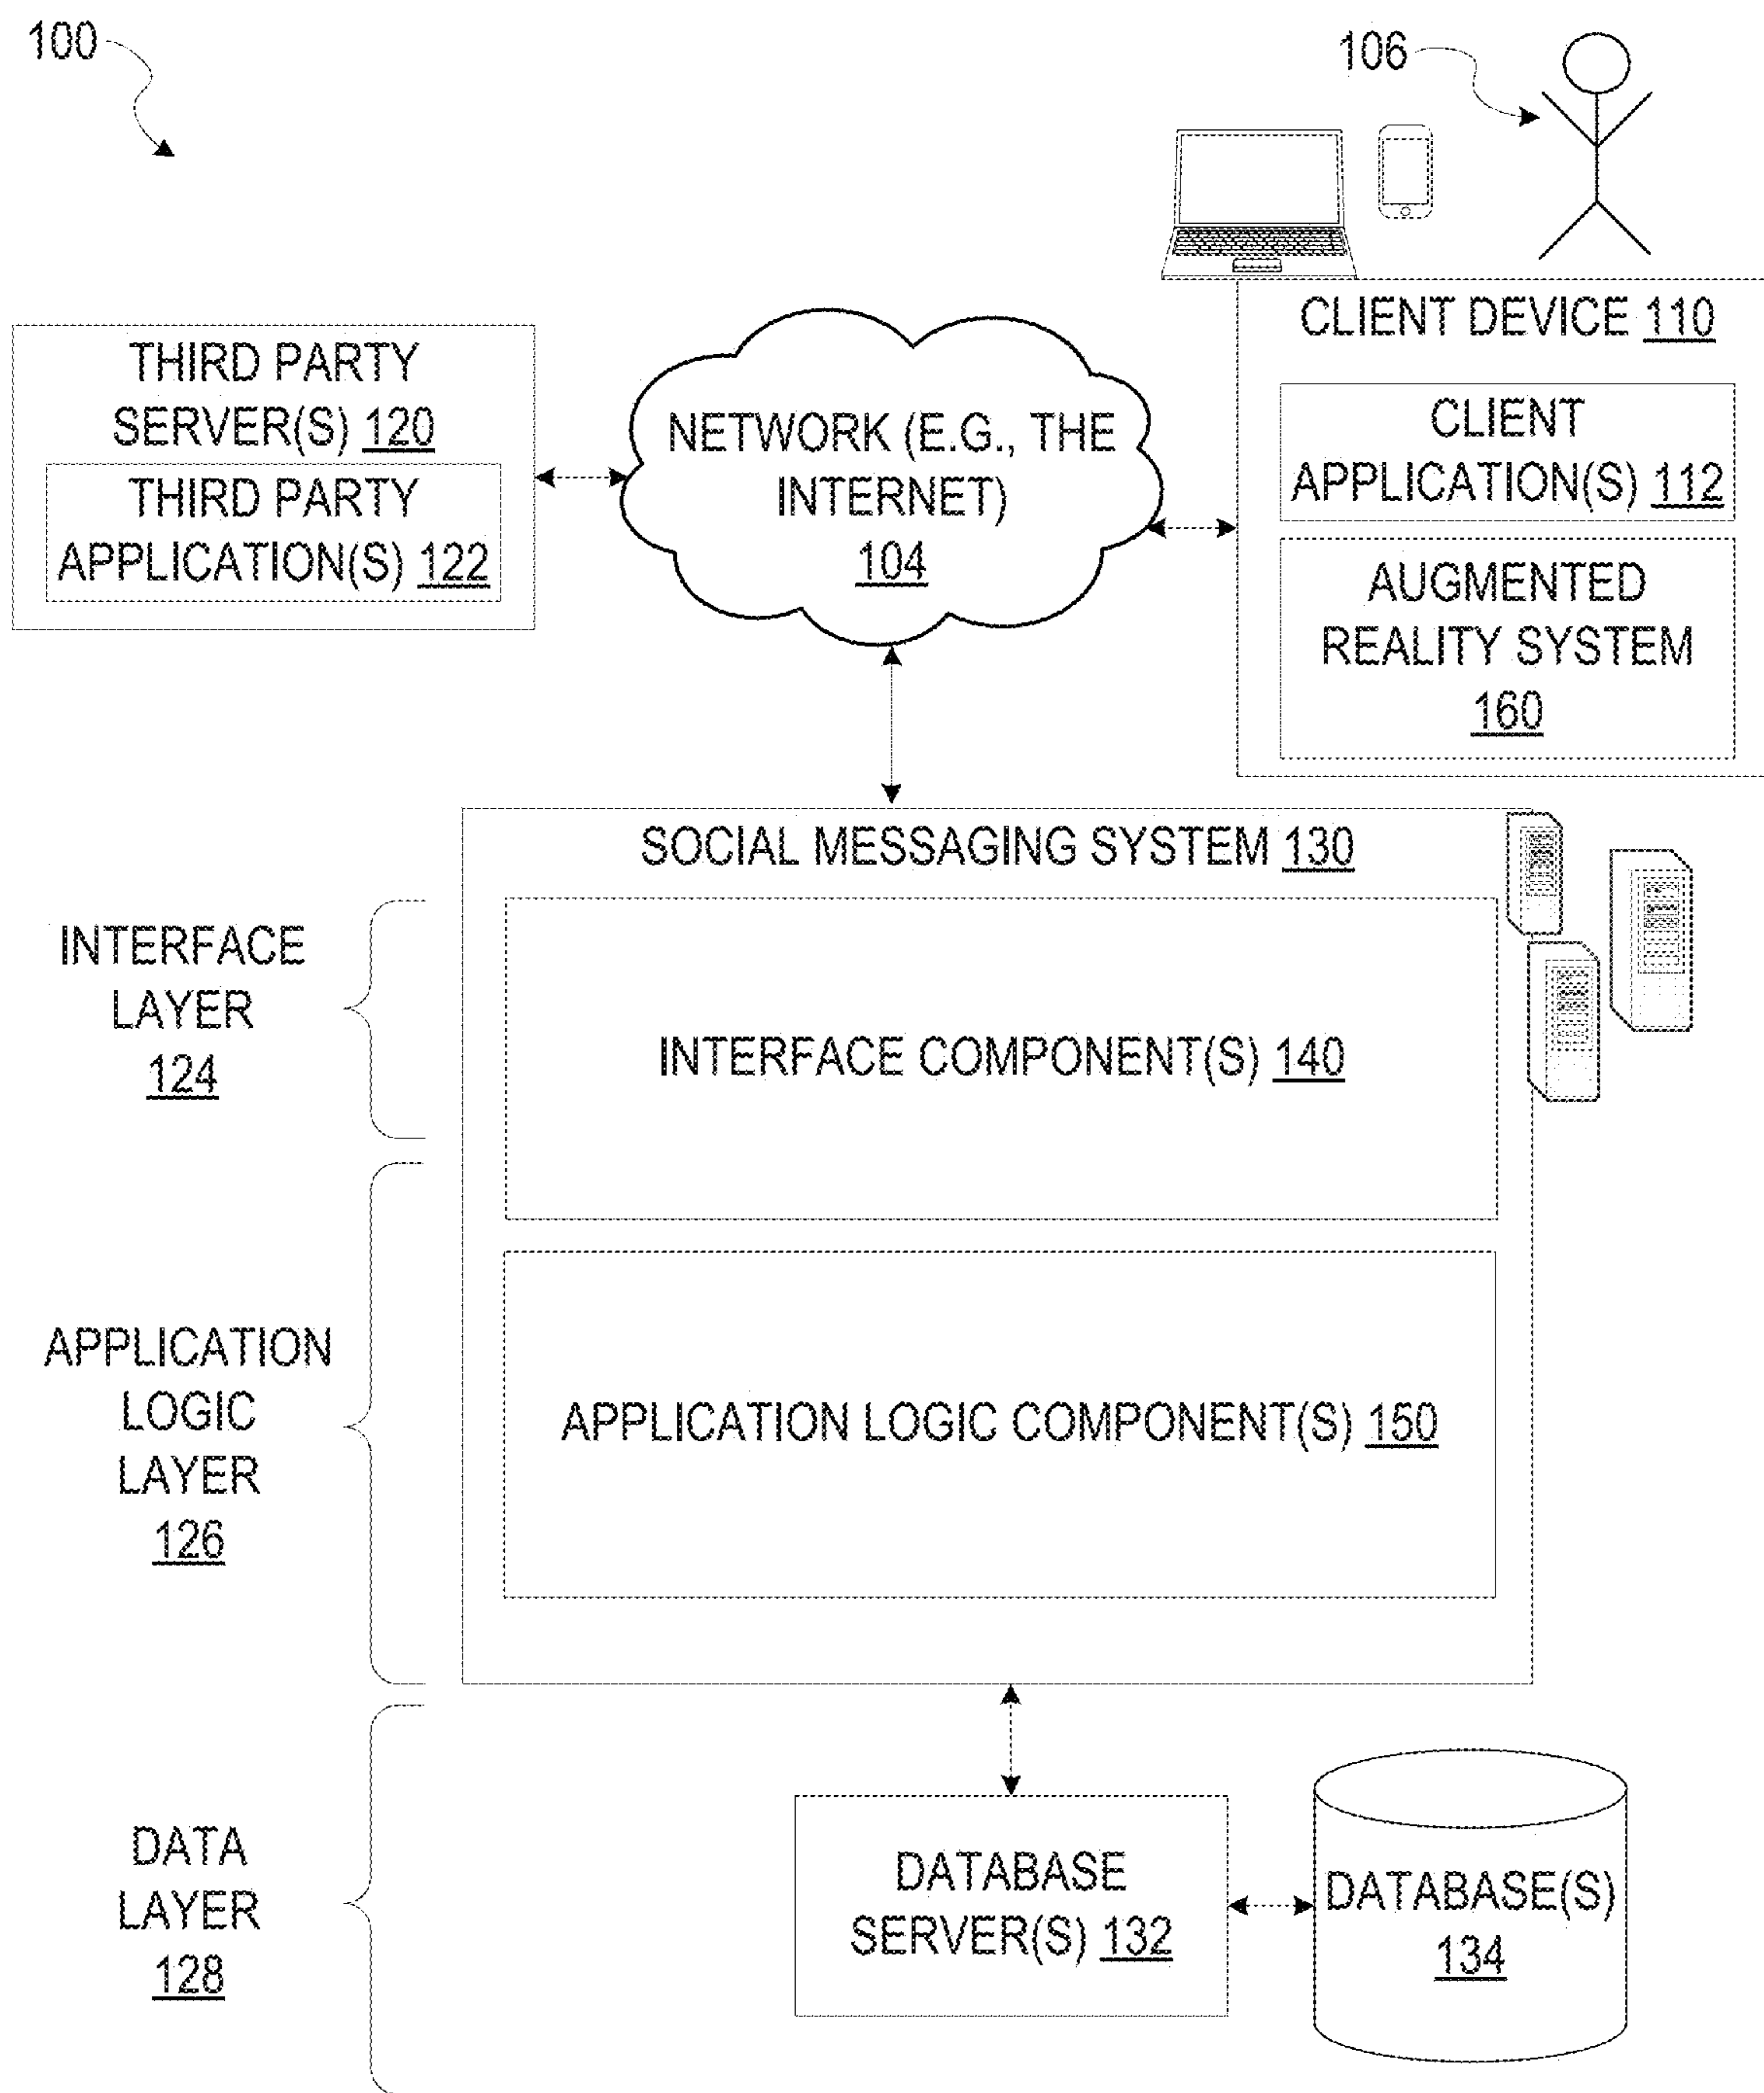 100
106
CLIENT DEVICE 110
CLIENT
APPLICATION(S) 112
AUGMENTED
REALITY SYSTEM
160
THIRD PARTY
SERVER(S) 120
THIRD PARTY
APPLICATION(S) 122
NETWORK (E.G., THE
INTERNET)
104
SOCIAL MESSAGING SYSTEM 130
INTERFACE
LAYER
124
INTERFACE COMPONENT(S) 140
APPLICATION
LOGIC
LAYER
126
APPLICATION LOGIC COMPONENT(S) 150
DATA
LAYER
128
DATABASE
SERVER(S) 132
DATABASE(S)
134